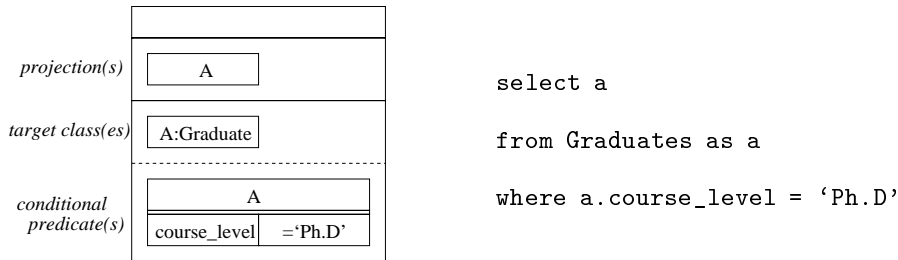 projection(s)
A
target class(es)
A:Graduate
conditional
predicate(s)
A
course_level
=‘Ph.D’
select a
from Graduates as a
where a.course_level = ‘Ph.D’